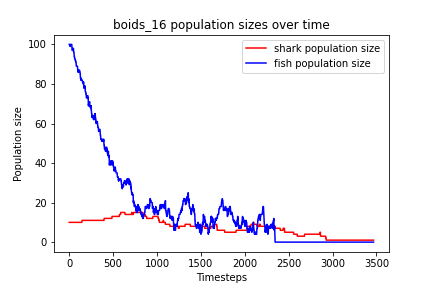 boids_16 population sizes over time
shark population size
fish population size
Population size
100
80
60
40
20
0
0 500 1000 1500 2000 2500 3000 3500
Timesteps